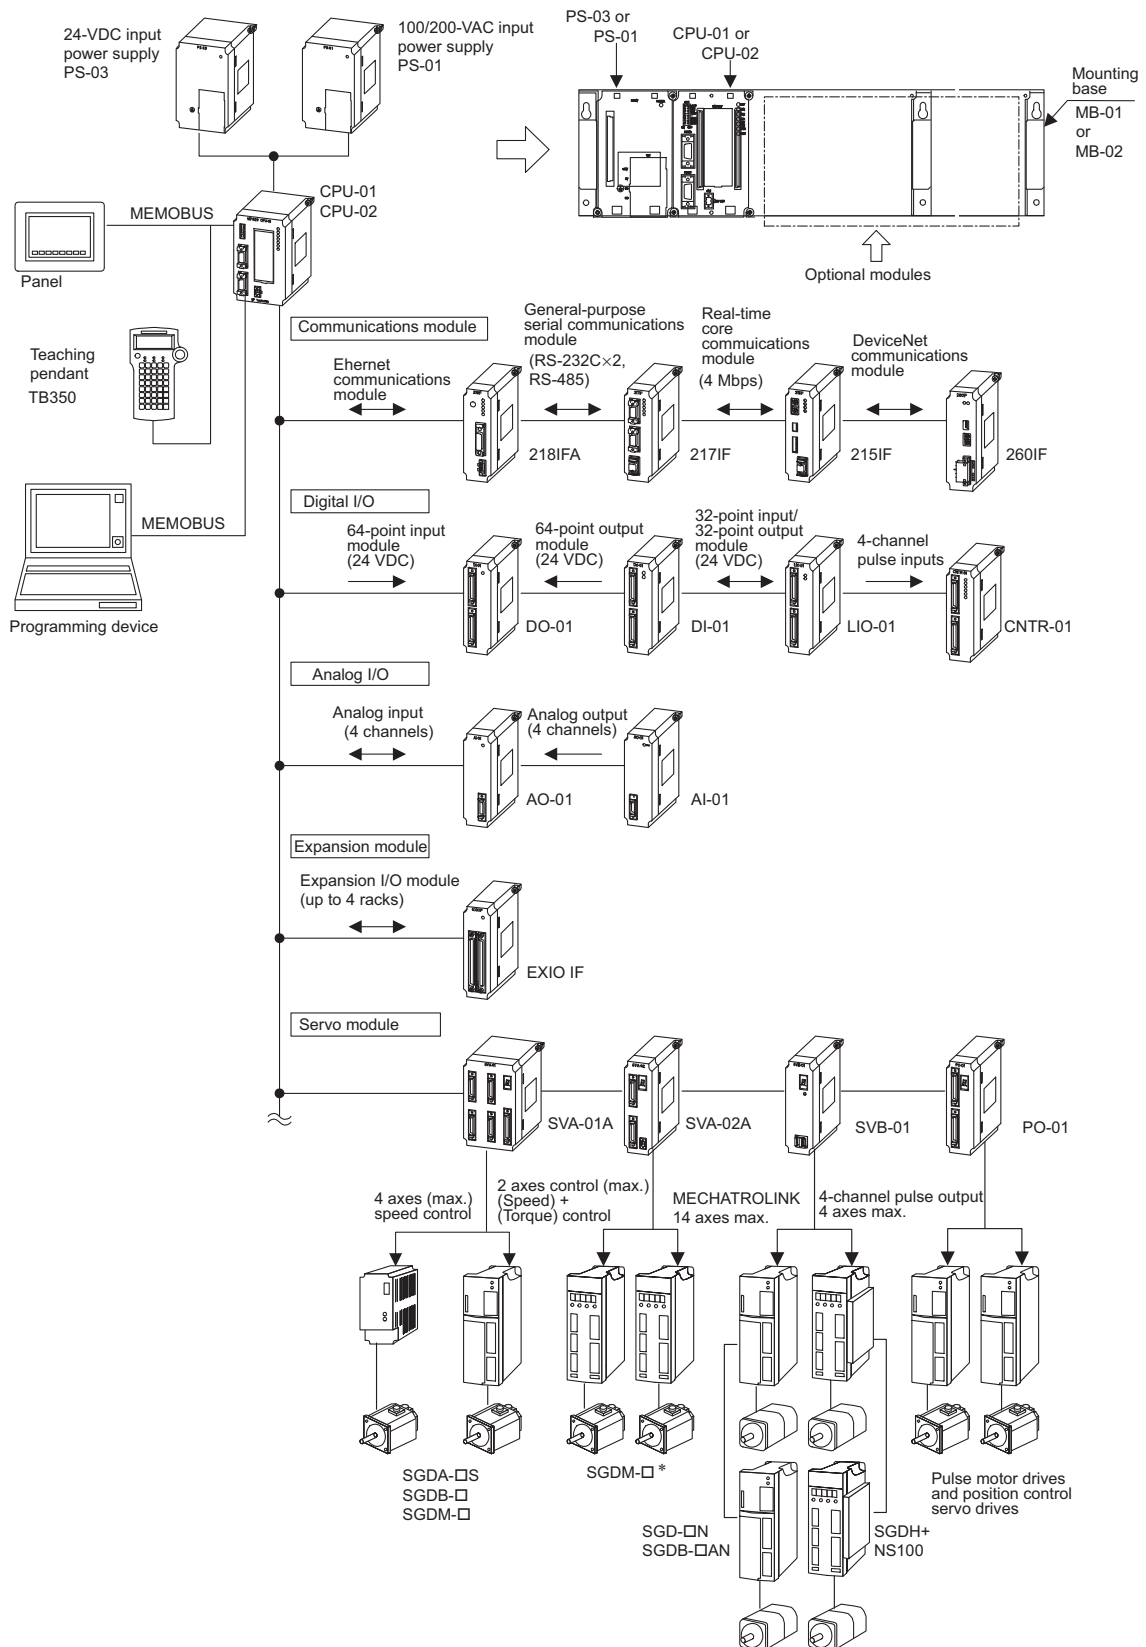 24-VDC input
power supply
PS-03
100/200-VAC input
power supply
PS-01
PS-03 or
PS-01
CPU-01 or
CPU-02
Mounting
base
MB-01
or
MB-02
Optional modules
CPU-01
CPU-02
MEMOBUS
Panel
Teaching
pendant
TB350
MEMOBUS
Programming device
Communications module
Ehernet
communications
module
218IFA
General-purpose
serial communications
module
(RS-232C×2,
RS-485)
217IF
Real-time
core
commuications
module
(4 Mbps)
215IF
DeviceNet
communications
module
260IF
Digital I/O
64-point input
module
(24 VDC)
DO-01
64-point output
module
(24 VDC)
DI-01
32-point input/
32-point output
module
(24 VDC)
LIO-01
4-channel
pulse inputs
CNTR-01
Analog I/O
Analog input
(4 channels)
AO-01
Analog output
(4 channels)
AI-01
Expansion module
Expansion I/O module
(up to 4 racks)
EXIO IF
Servo module
SVA-01A
SVA-02A
SVB-01
PO-01
4 axes (max.)
speed control
2 axes control (max.)
(Speed) +
(Torque) control
MECHATROLINK
14 axes max.
4-channel pulse output
4 axes max.
SGDA-□S
SGDB-□
SGDM-□
SGDM-□ *
SGD-□N
SGDB-□AN
SGDH+
NS100
Pulse motor drives
and position control
servo drives